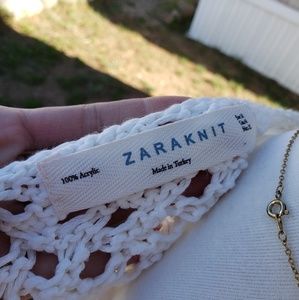 ZARAKNIT
100% Acrylic
Made in Turkey